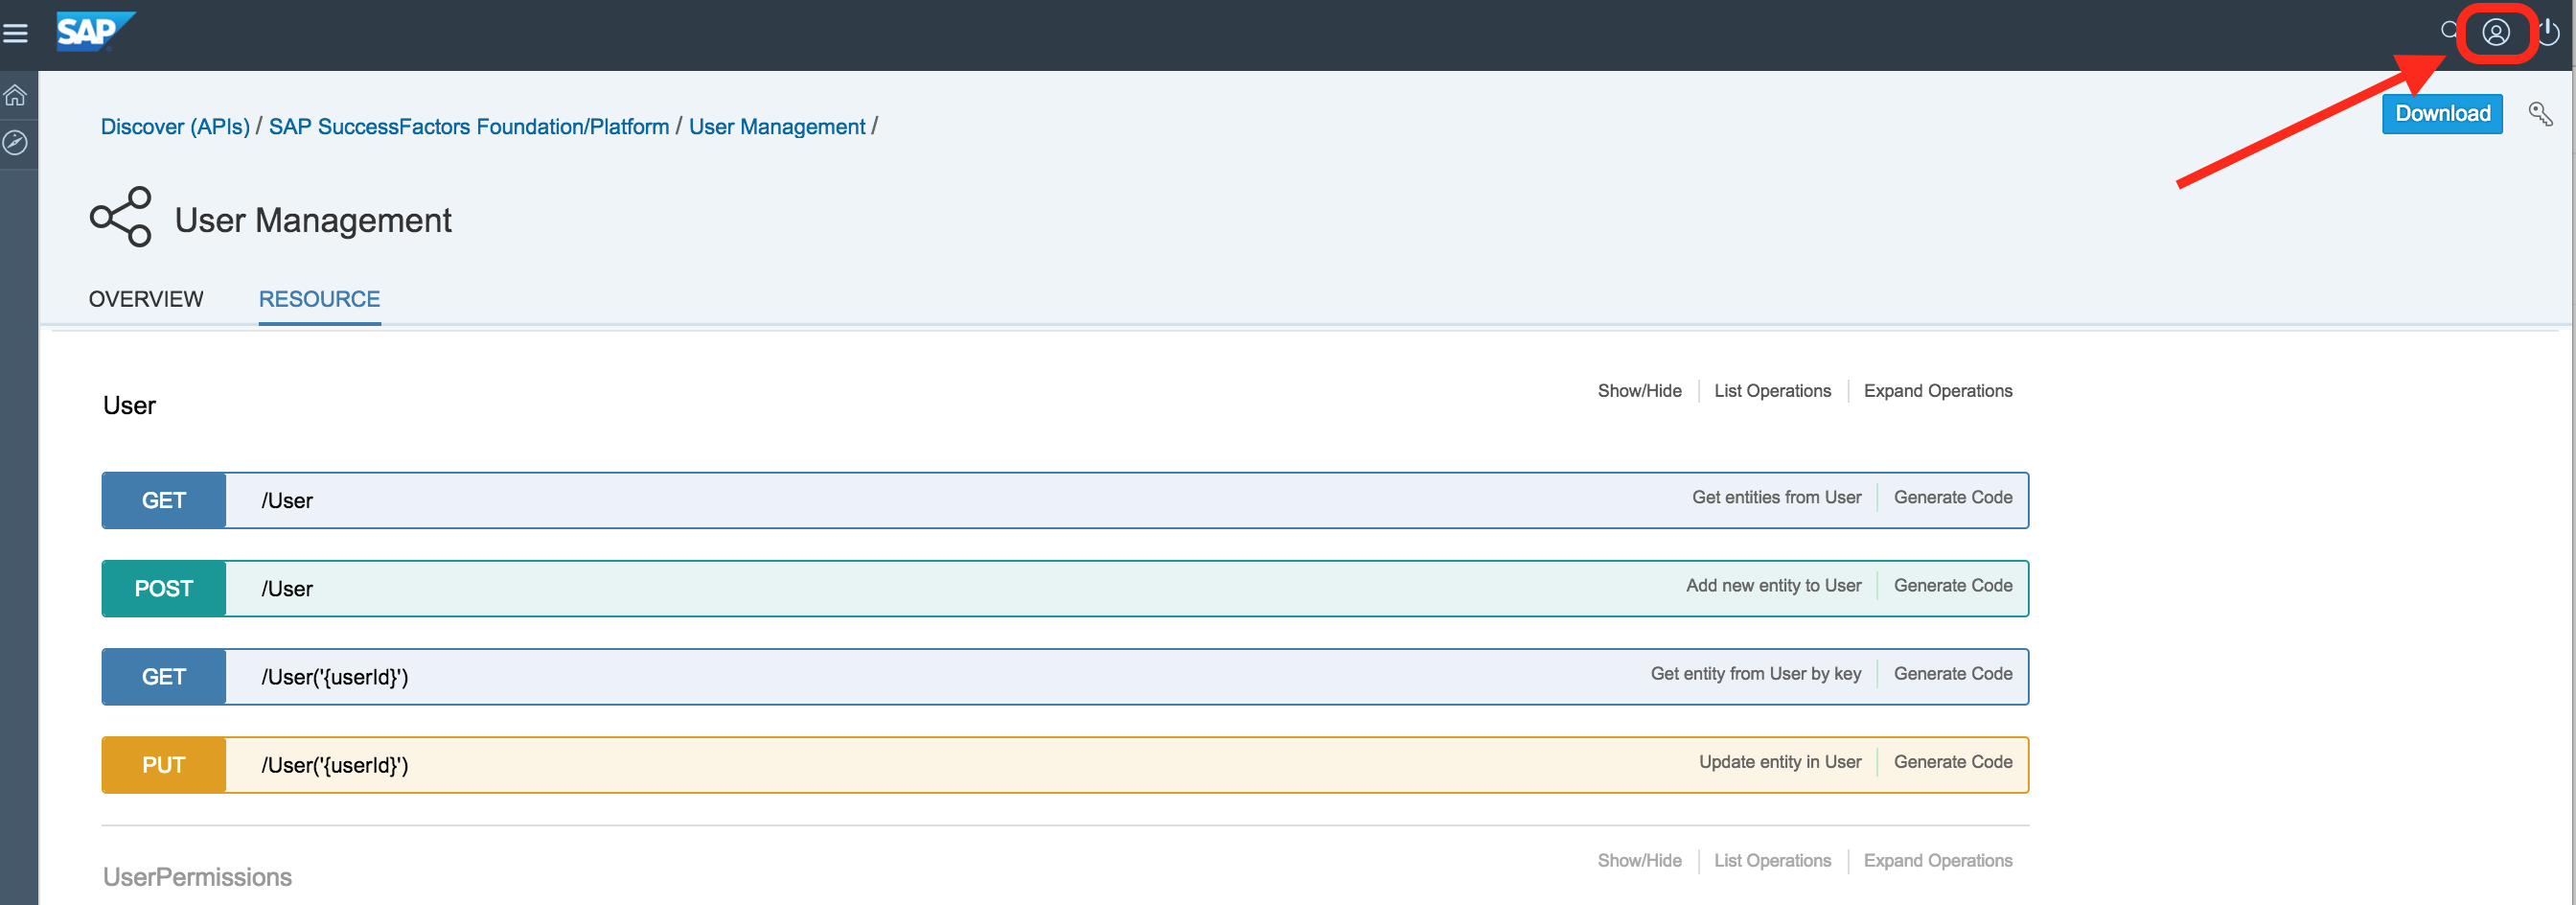 SAP
Discover (APIs) / SAP SuccessFactors Foundation/Platform / User Management /
Download
User Management
OVERVIEW RESOURCE
User
Show/Hide List Operations Expand Operations
GET /User Get entities from User Generate Code
POST /User Add new entity to User Generate Code
GET /User('{userId}') Get entity from User by key Generate Code
PUT /User('{userId}') Update entity in User Generate Code
UserPermissions
Show/Hide List Operations Expand Operations